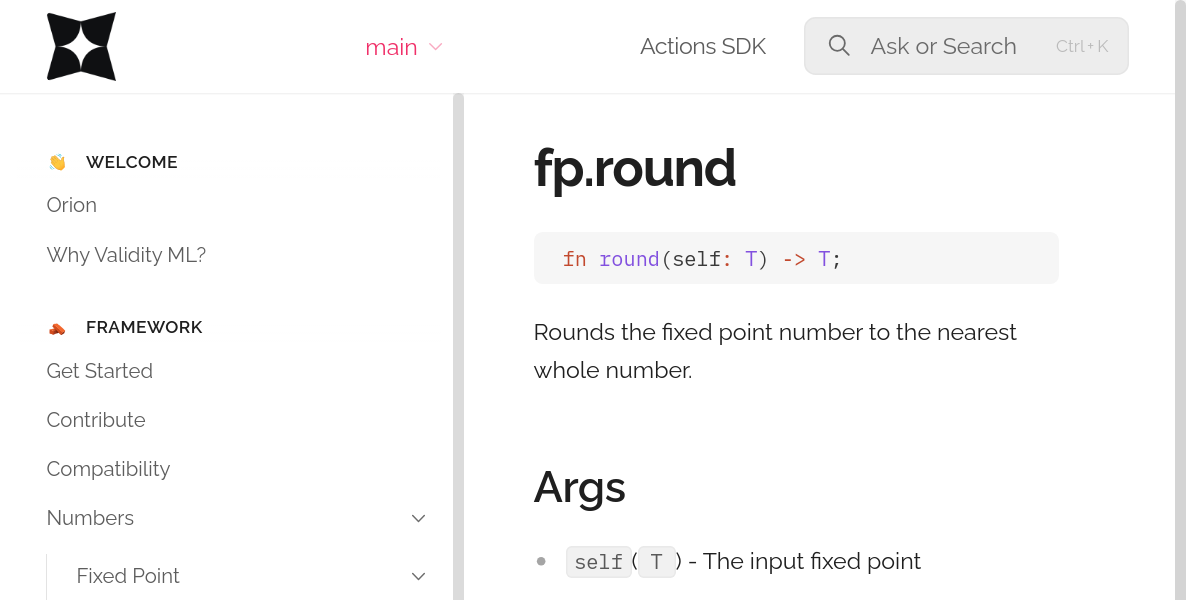 main
Actions SDK
Ask or Search
Ctrl + K
👋 WELCOME
Orion
Why Validity ML?
🧱 FRAMEWORK
Get Started
Contribute
Compatibility
Numbers
Fixed Point
fp.round
fn round(self: T) -> T;
Rounds the fixed point number to the nearest
whole number.
Args
• self( T ) - The input fixed point